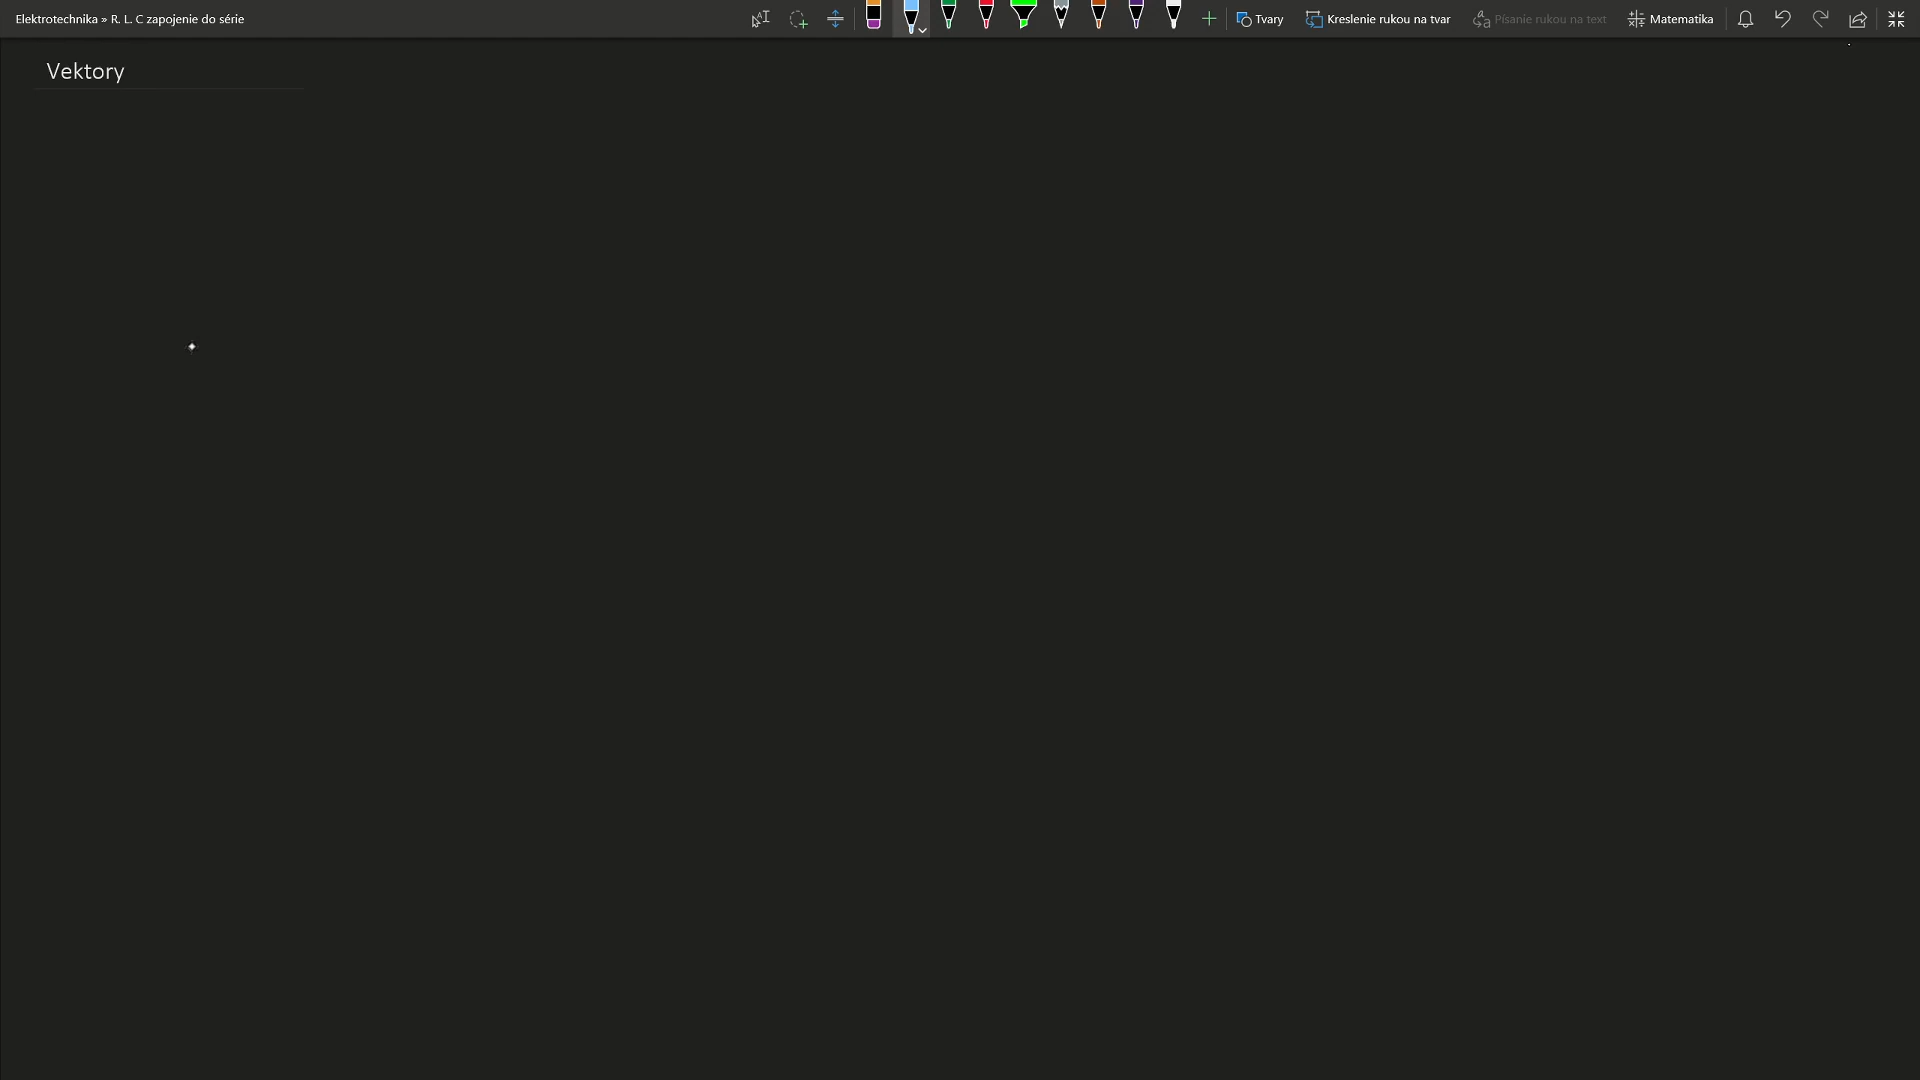 Elektrotechnika » R. L. C zapojenie do série
Tvary
Kreslenie rukou na tvar
Písanie rukou na text
Matematika
Vektory